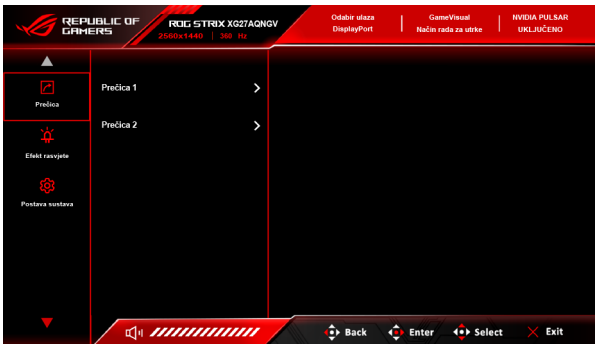 REPUBLIC OF
GAMERS
ROG STRIX XG27AQNGV
2560x1440 | 360 Hz
Odabir ulaza
DisplayPort
GameVisual
Način rada za utrke
NVIDIA PULSAR
UKLJUČENO
Prečica
Efekt rasvjete
Postava sustava
Prečica 1
Prečica 2
Back
Enter
Select
Exit